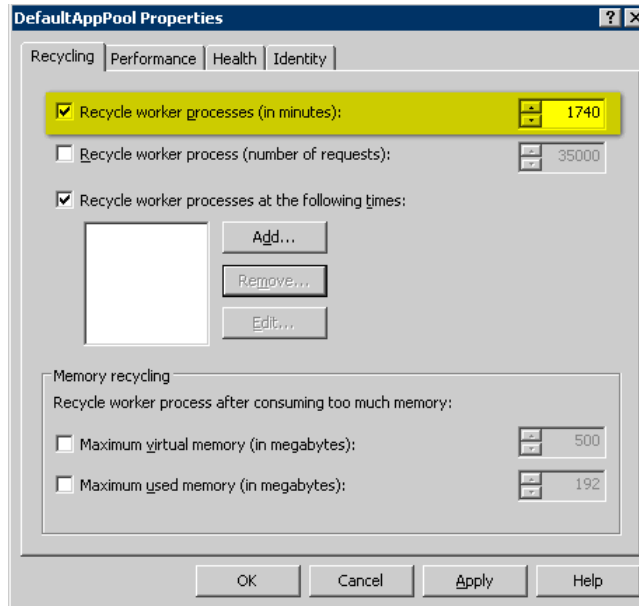 DefaultAppPool Properties
Recycling Performance Health Identity
Recycle worker processes (in minutes): 1740
Recycle worker process (number of requests): 35000
Recycle worker processes at the following times:
Add...
Remove...
Edit...
Memory recycling
Recycle worker process after consuming too much memory:
Maximum virtual memory (in megabytes): 500
Maximum used memory (in megabytes): 192
OK Cancel Apply Help